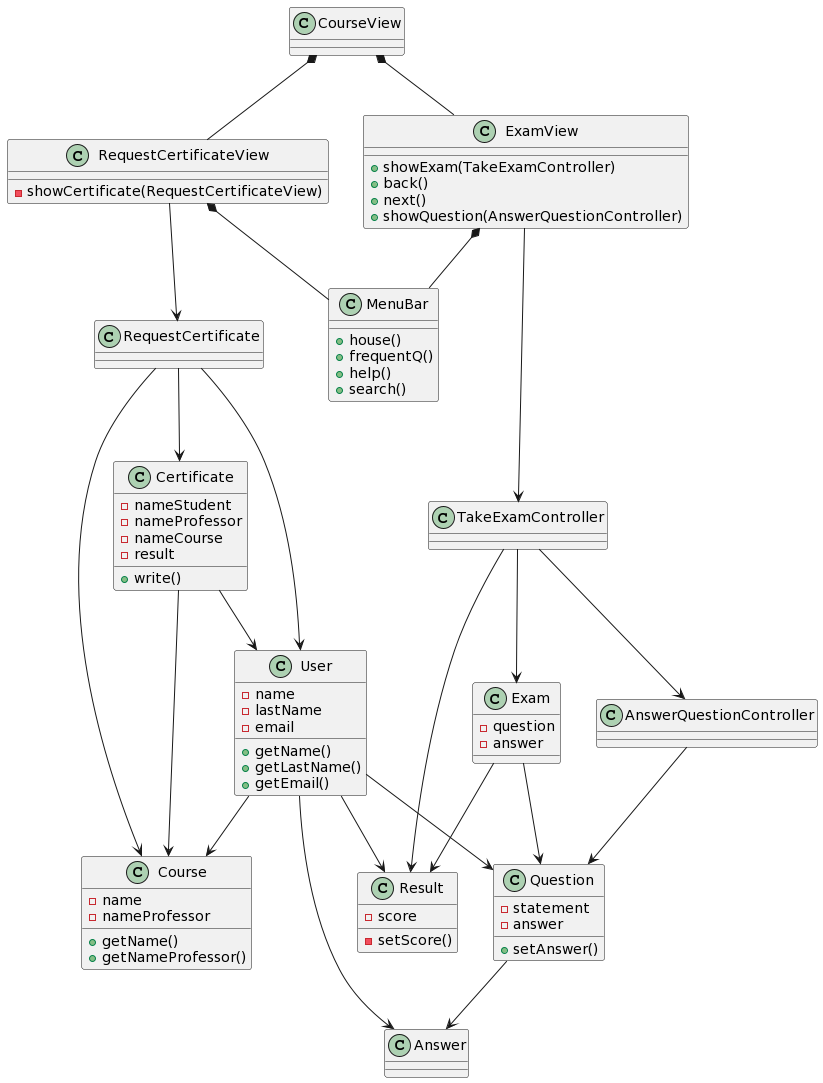 C CourseView
C RequestCertificateView
showCertificate(RequestCertificateView)
C ExamView
showExam(TakeExamController)
back()
next()
showQuestion(AnswerQuestionController)
C MenuBar
house()
frequentQ()
help()
search()
C RequestCertificate
C Certificate
nameStudent
nameProfessor
nameCourse
result
write()
C TakeExamController
C User
name
lastName
email
getName()
getLastName()
getEmail()
C Exam
question
answer
C AnswerQuestionController
C Course
name
nameProfessor
getName()
getNameProfessor()
C Result
score
setScore()
C Question
statement
answer
setAnswer()
C Answer